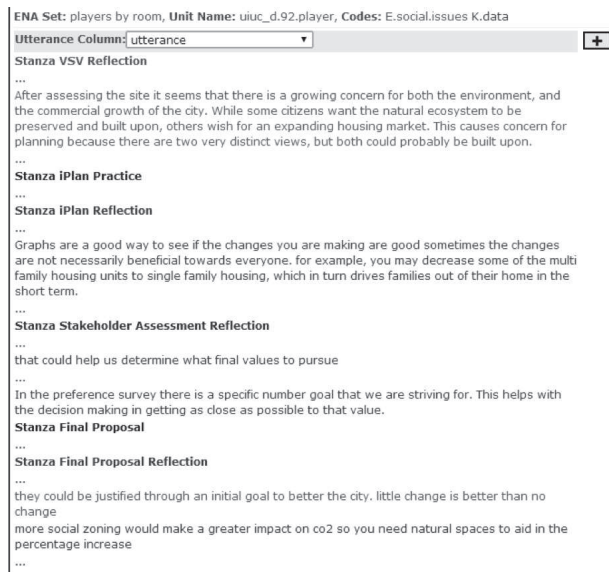 ENA Set: players by room, Unit Name: uiuc_d.92.player, Codes: E.social.issues K.data
Utterance Column: utterance
+
Stanza VSV Reflection
...
After assessing the site it seems that there is a growing concern for both the environment, and
the commercial growth of the city. While some citizens want the natural ecosystem to be
preserved and built upon, others wish for an expanding housing market. This causes concern for
planning because there are two very distinct views, but both could probably be built upon.
...
Stanza iPlan Practice
...
Stanza iPlan Reflection
...
Graphs are a good way to see if the changes you are making are good sometimes the changes
are not necessarily beneficial towards everyone. for example, you may decrease some of the multi
family housing units to single family housing, which in turn drives families out of their home in the
short term.
...
Stanza Stakeholder Assessment Reflection
...
that could help us determine what final values to pursue
...
In the preference survey there is a specific number goal that we are striving for. This helps with
the decision making in getting as close as possible to that value.
Stanza Final Proposal
...
Stanza Final Proposal Reflection
...
they could be justified through an initial goal to better the city. little change is better than no
change
more social zoning would make a greater impact on co2 so you need natural spaces to aid in the
percentage increase
...